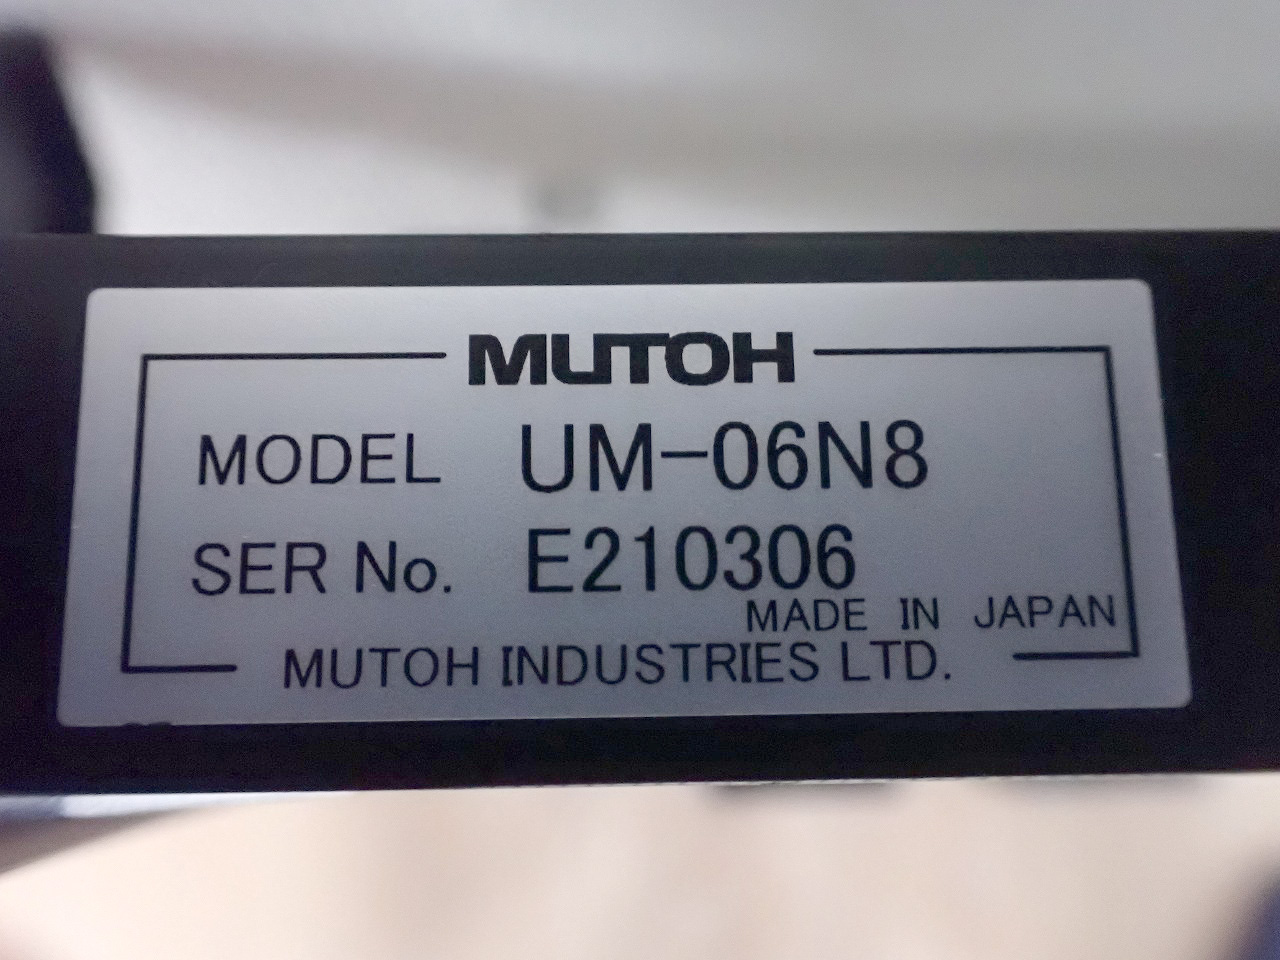 MUTOH
MODEL UM-06N8
SER No. E210306
MADE IN JAPAN
MUTOH INDUSTRIES LTD.